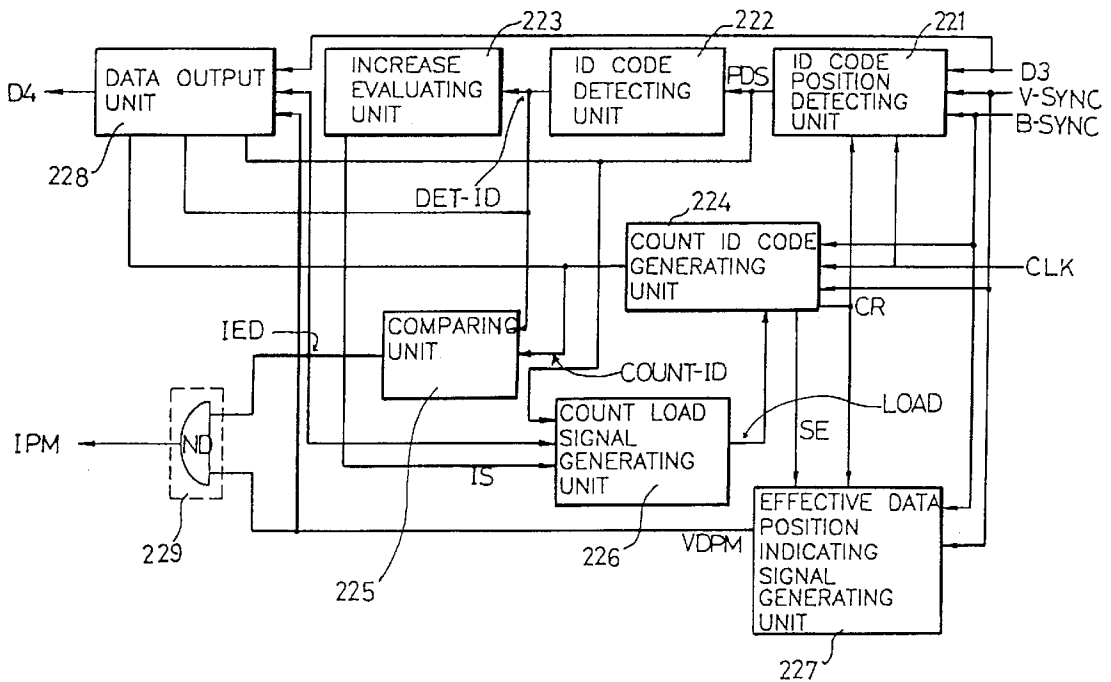 223
222
221
DATA OUTPUT
UNIT
INCREASE
EVALUATING
UNIT
ID CODE
DETECTING
UNIT
PDS
ID CODE
POSITION
DETECTING
UNIT
D3
V-SYNC
B-SYNC
D4
228
DET-ID
224
COUNT ID CODE
GENERATING
UNIT
CLK
CR
IED
COMPARING
UNIT
COUNT-ID
LOAD
IPM
ND
COUNT LOAD
SIGNAL
GENERATING
UNIT
IS
SE
229
225
226
VDPM
EFFECTIVE DATA
POSITION
INDICATING
SIGNAL
GENERATING
UNIT
227